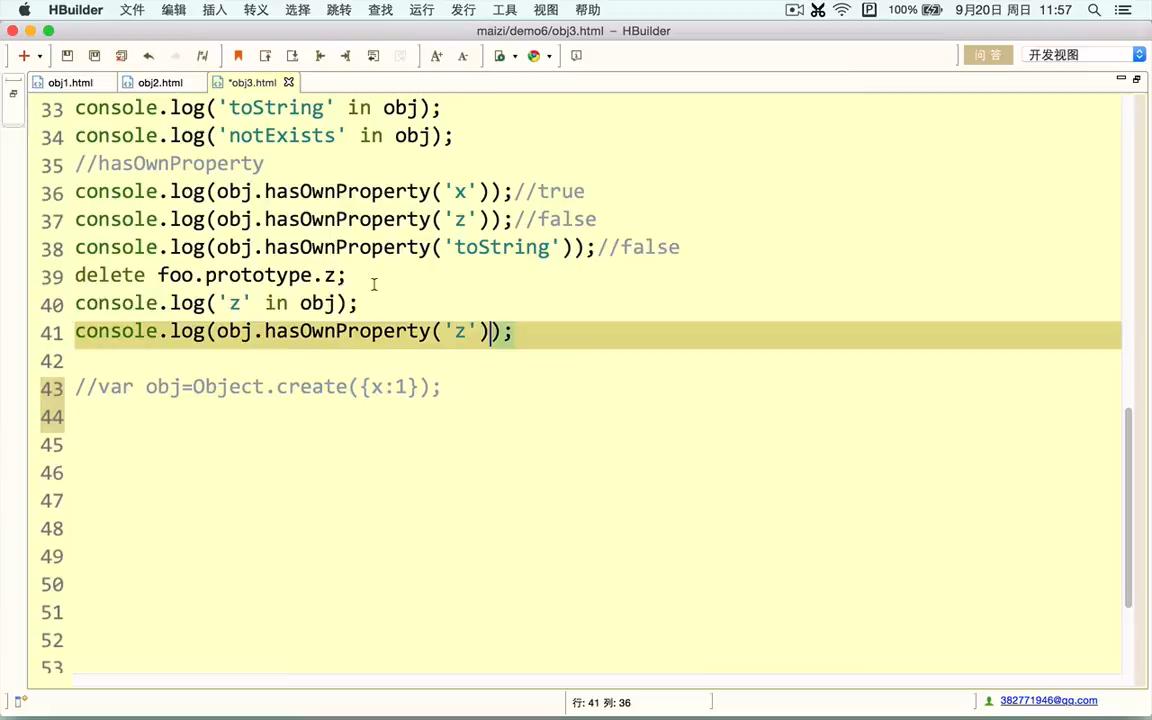 HBuilder 文件 编辑 插入 转义 选择 跳转 查找 运行 发行 工具 视图 帮助 100% 9月20日 周日 11:57
maizi/demo6/obj3.html — HBuilder
问答 开发视图
obj1.html obj2.html *obj3.html
33 console.log('toString' in obj);
34 console.log('notExists' in obj);
35 //hasOwnProperty
36 console.log(obj.hasOwnProperty('x'));//true
37 console.log(obj.hasOwnProperty('z'));//false
38 console.log(obj.hasOwnProperty('toString'));//false
39 delete foo.prototype.z;
40 console.log('z' in obj);
41 console.log(obj.hasOwnProperty('z'));
42
43 //var obj=Object.create({x:1});
44
45
46
47
48
49
50
51
52
53
行: 41 列: 36 382771946@qq.com